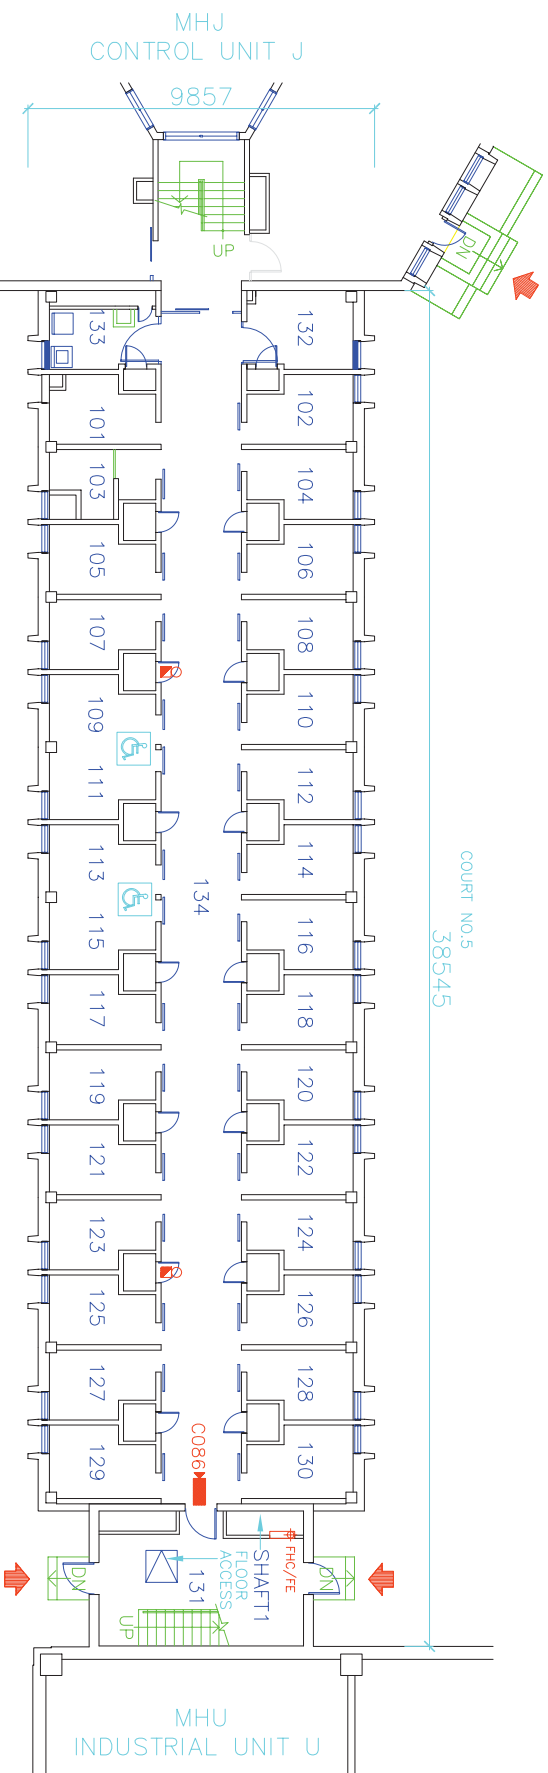 MHJ
CONTROL UNIT J
9857
UP
DN
133
132
101
102
103
104
105
106
107
108
109
110
111
112
113
114
134
COURT NO.5
38545
115
116
117
118
119
120
121
122
123
124
125
126
127
128
129
130
C086
FHC/FE
SHAFT1
FLOOR
ACCESS
131
DN
DN
UP
MHU
INDUSTRIAL UNIT U